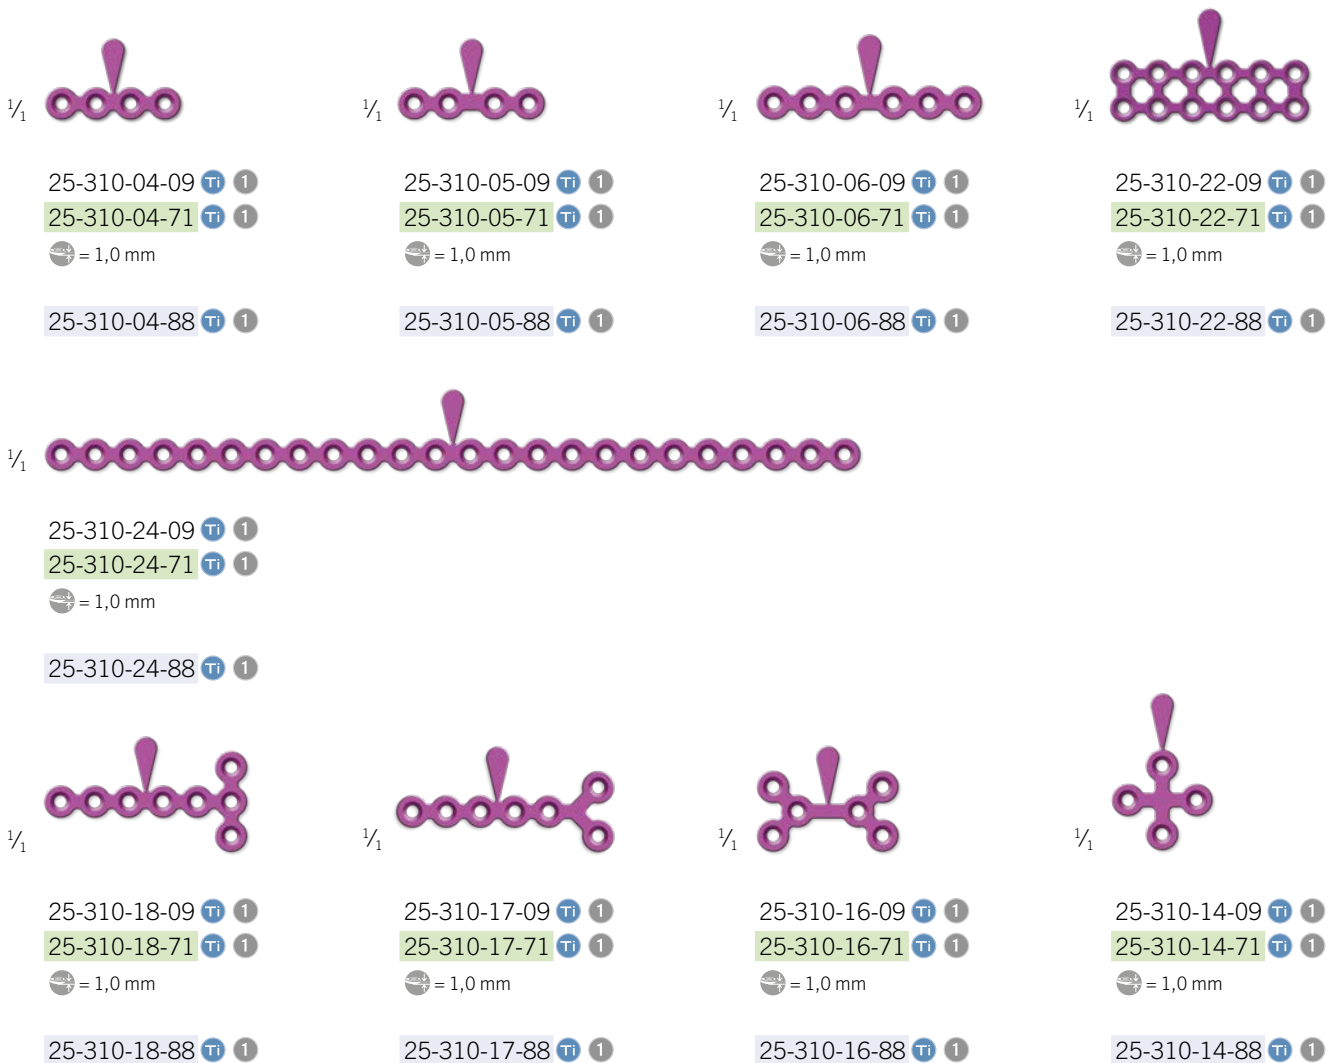 1/1 1/1 1/1 1/1
25-310-04-09 Ti 1 25-310-05-09 Ti 1 25-310-06-09 Ti 1 25-310-22-09 Ti 1
25-310-04-71 Ti 1 25-310-05-71 Ti 1 25-310-06-71 Ti 1 25-310-22-71 Ti 1
= 1,0 mm = 1,0 mm = 1,0 mm = 1,0 mm
25-310-04-88 Ti 1 25-310-05-88 Ti 1 25-310-06-88 Ti 1 25-310-22-88 Ti 1
1/1
25-310-24-09 Ti 1
25-310-24-71 Ti 1
= 1,0 mm
25-310-24-88 Ti 1
1/1 1/1 1/1 1/1
25-310-18-09 Ti 1 25-310-17-09 Ti 1 25-310-16-09 Ti 1 25-310-14-09 Ti 1
25-310-18-71 Ti 1 25-310-17-71 Ti 1 25-310-16-71 Ti 1 25-310-14-71 Ti 1
= 1,0 mm = 1,0 mm = 1,0 mm = 1,0 mm
25-310-18-88 Ti 1 25-310-17-88 Ti 1 25-310-16-88 Ti 1 25-310-14-88 Ti 1